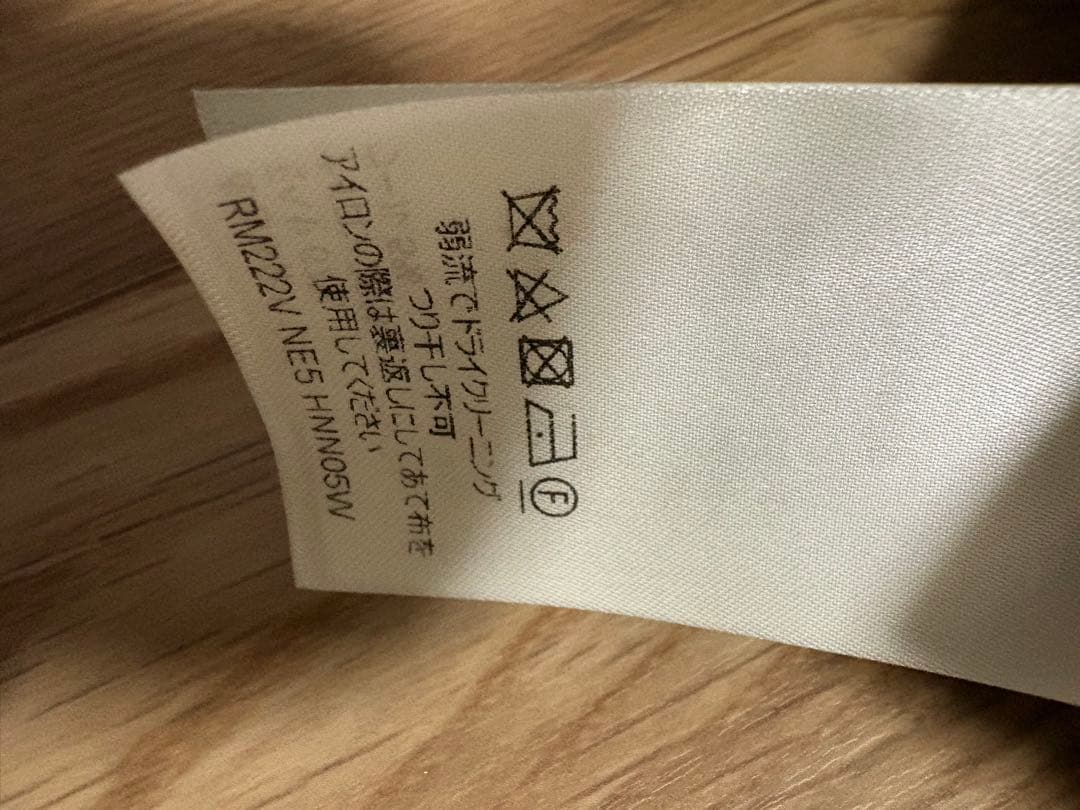 F
弱流でドライクリーニング
つり干し不可
アイロンの際は裏返しにしてあて布を
使用してください
RM222V NE5 HNN05W